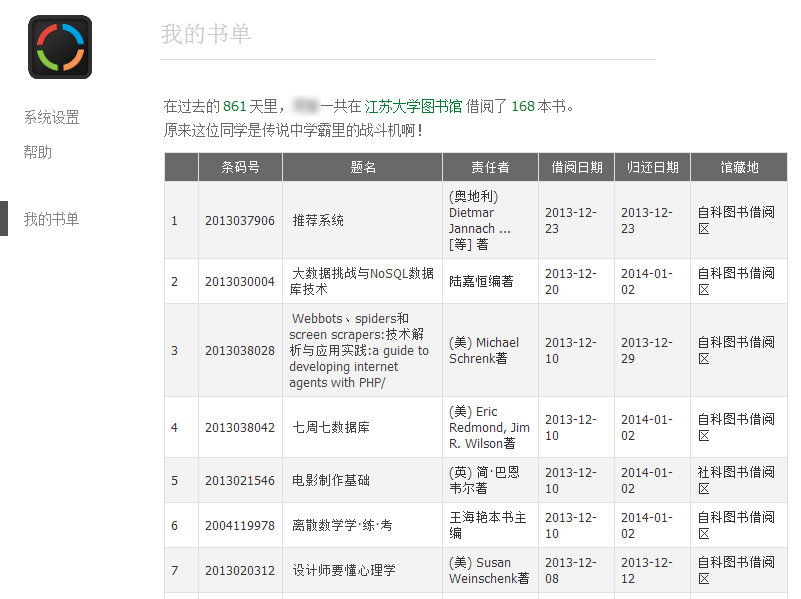 我的书单
系统设置
帮助
我的书单
在过去的 861 天里，一共在 江苏大学图书馆 借阅了 168 本书。
原来这位同学是传说中学霸里的战斗机啊！
条码号 题名 责任者 借阅日期 归还日期 馆藏地
1 2013037906 推荐系统 (奥地利) Dietmar Jannach ... [等] 著 2013-12-23 2013-12-23 自科图书借阅区
2 2013030004 大数据挑战与NoSQL数据库技术 陆嘉恒编著 2013-12-20 2014-01-02 自科图书借阅区
3 2013038028 Webbots、spiders和screen scrapers:技术解析与应用实践:a guide to developing internet agents with PHP/ (美) Michael Schrenk著 2013-12-10 2013-12-29 自科图书借阅区
4 2013038042 七周七数据库 (美) Eric Redmond, Jim R. Wilson著 2013-12-10 2014-01-02 自科图书借阅区
5 2013021546 电影制作基础 (英) 简·巴恩韦尔著 2013-12-10 2014-01-02 社科图书借阅区
6 2004119978 离散数学学·练·考 王海艳本书主编 2013-12-10 2014-01-02 自科图书借阅区
7 2013020312 设计师要懂心理学 (美) Susan Weinschenk著 2013-12-08 2013-12-12 自科图书借阅区